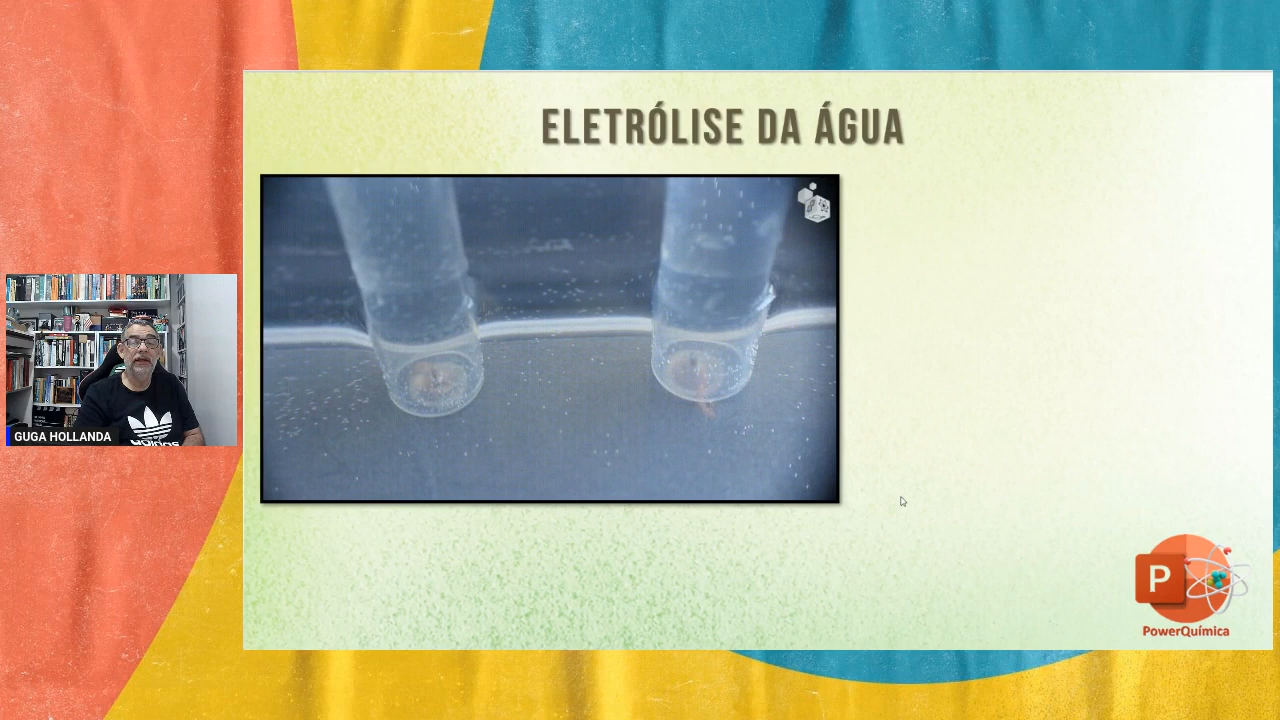 ELETRÓLISE DA ÁGUA
GUGA HOLLANDA
adidas
P
PowerQuímica